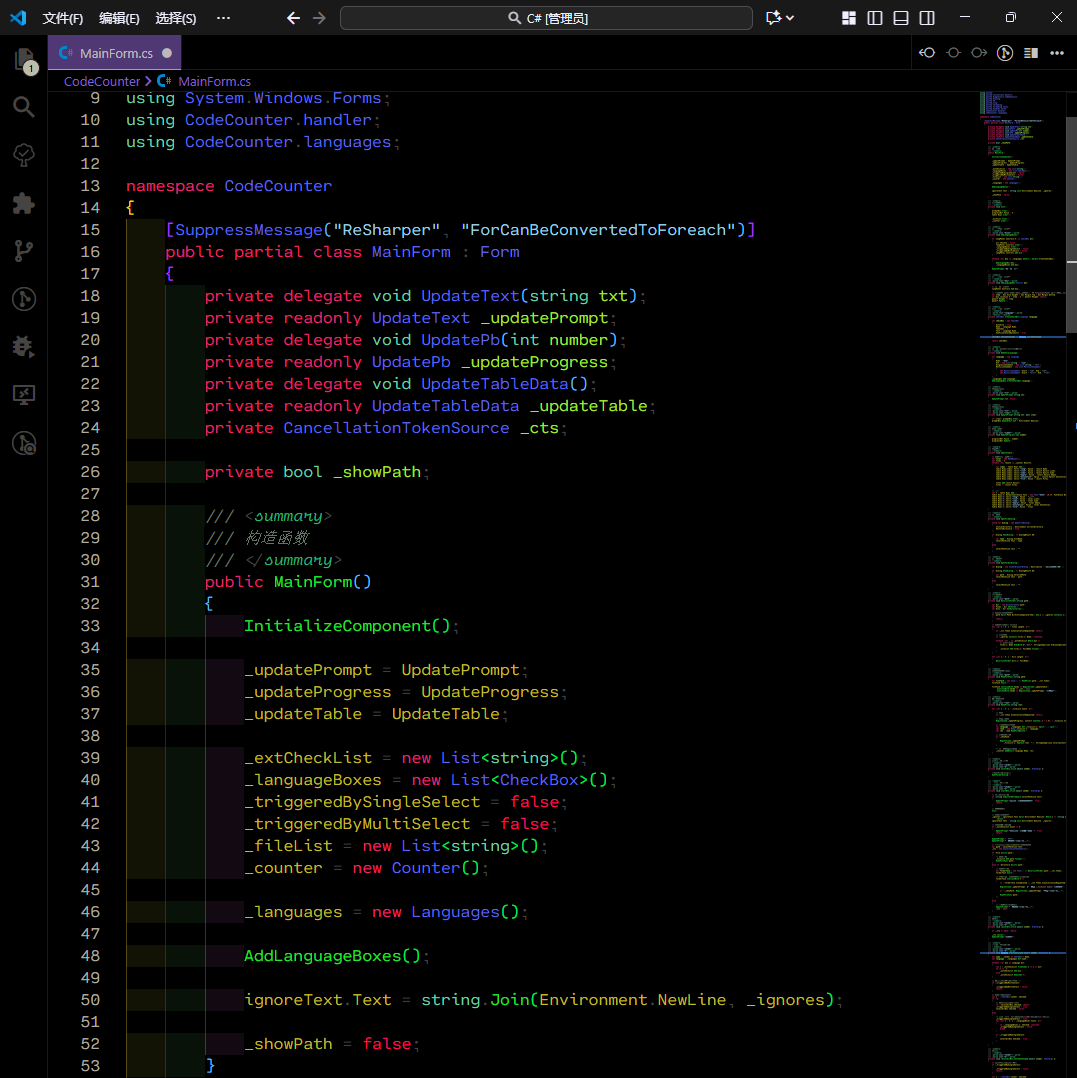 文件(F) 编辑(E) 选择(S) ··· C# [管理员]
MainForm.cs
1
CodeCounter > MainForm.cs
9 using System.Windows.Forms;
10 using CodeCounter.handler;
11 using CodeCounter.languages;
12
13 namespace CodeCounter
14 {
15 [SuppressMessage("ReSharper", "ForCanBeConvertedToForeach")]
16 public partial class MainForm : Form
17 {
18 private delegate void UpdateText(string txt);
19 private readonly UpdateText _updatePrompt;
20 private delegate void UpdatePb(int number);
21 private readonly UpdatePb _updateProgress;
22 private delegate void UpdateTableData();
23 private readonly UpdateTableData _updateTable;
24 private CancellationTokenSource _cts;
25
26 private bool _showPath;
27
28 /// <summary>
29 /// 构造函数
30 /// </summary>
31 public MainForm()
32 {
33 InitializeComponent();
34
35 _updatePrompt = UpdatePrompt;
36 _updateProgress = UpdateProgress;
37 _updateTable = UpdateTable;
38
39 _extCheckList = new List<string>();
40 _languageBoxes = new List<CheckBox>();
41 _triggeredBySingleSelect = false;
42 _triggeredByMultiSelect = false;
43 _fileList = new List<string>();
44 _counter = new Counter();
45
46 _languages = new Languages();
47
48 AddLanguageBoxes();
49
50 ignoreText.Text = string.Join(Environment.NewLine, _ignores);
51
52 _showPath = false;
53 }